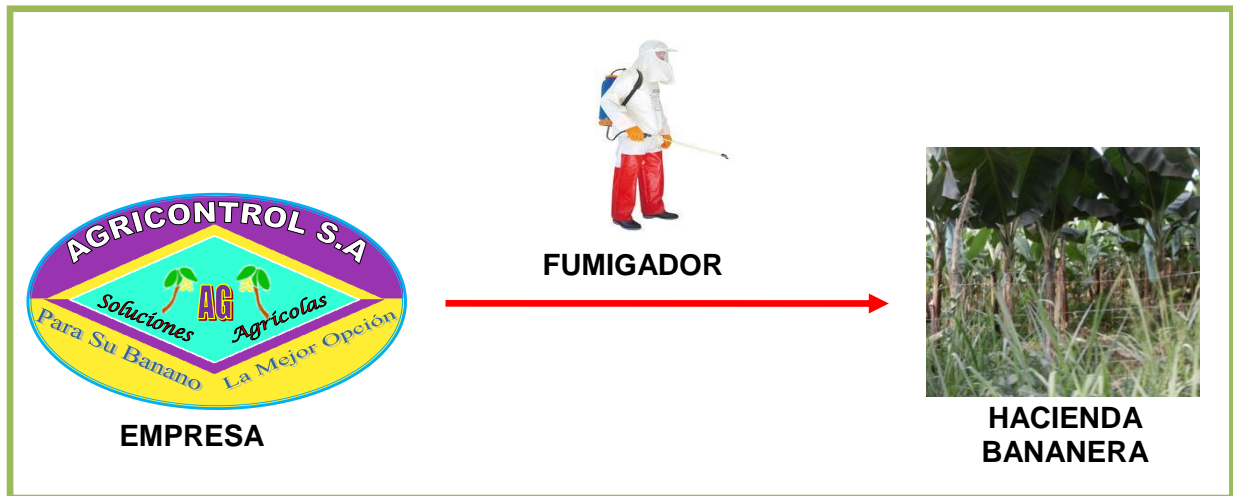 AGRICONTROL S.A
Soluciones AG Agrícolas
Para Su Banano La Mejor Opción
EMPRESA
FUMIGADOR
HACIENDA
BANANERA